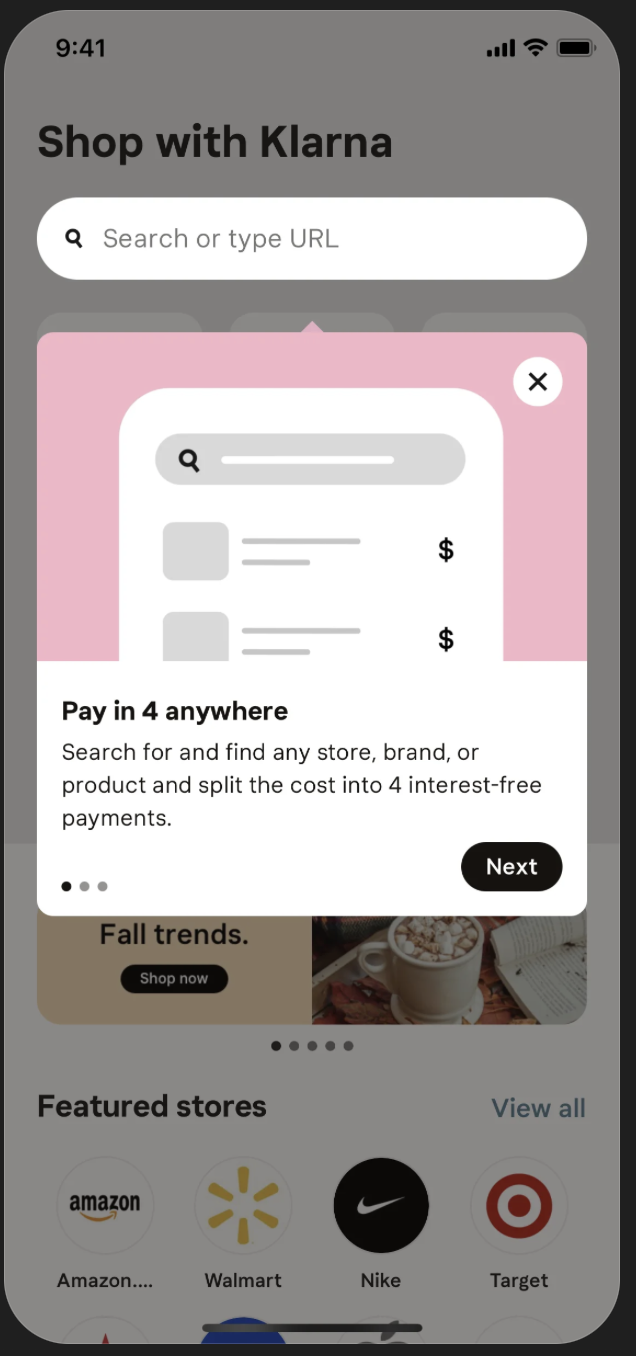 9:41
Shop with Klarna
Search or type URL
$
$
Pay in 4 anywhere
Search for and find any store, brand, or
product and split the cost into 4 interest-free
payments.
Next
Fall trends.
Shop now
Featured stores
View all
amazon
Amazon....
Walmart
Nike
Target